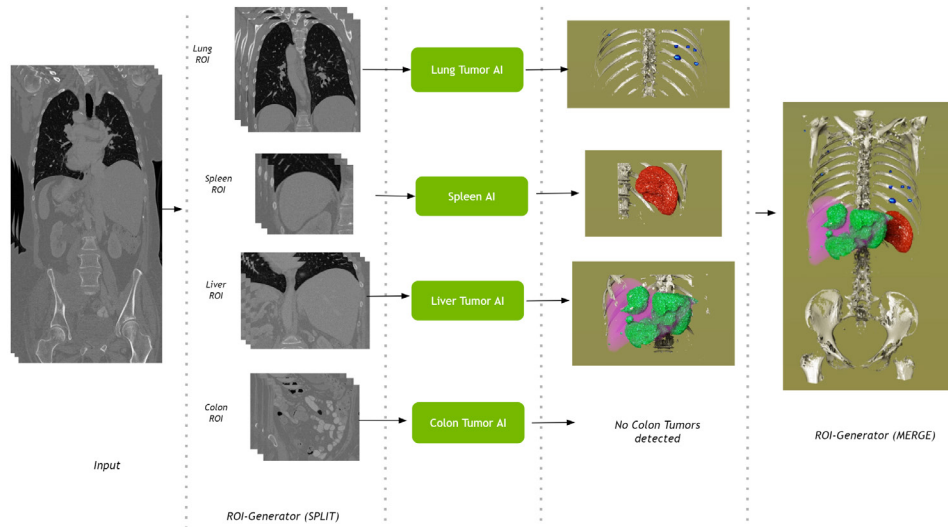 Lung
ROI
Lung Tumor AI
Spleen
ROI
Spleen AI
Liver
ROI
Liver Tumor AI
Colon
ROI
Colon Tumor AI
No Colon Tumors
detected
ROI-Generator (MERGE)
Input
ROI-Generator (SPLIT)